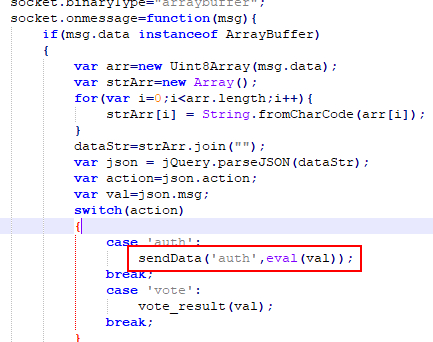 socket.binaryType="arraybuffer";
socket.onmessage=function(msg){
if(msg.data instanceof ArrayBuffer)
{
var arr=new Uint8Array(msg.data);
var strArr=new Array();
for(var i=0;i<arr.length;i++){
strArr[i] = String.fromCharCode(arr[i]);
}
dataStr=strArr.join("");
var json = jQuery.parseJSON(dataStr);
var action=json.action;
var val=json.msg;
switch(action)
{
case 'auth':
sendData('auth',eval(val));
break;
case 'vote':
vote_result(val);
break;
}